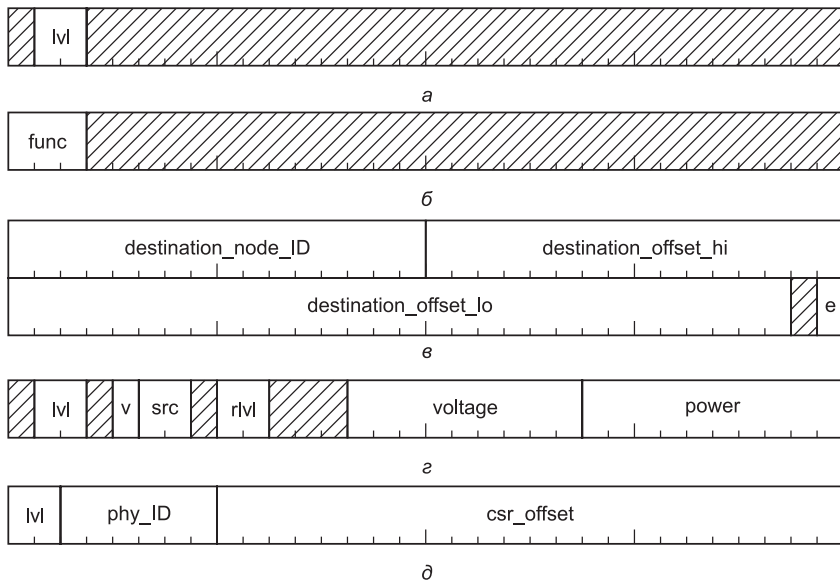 lvl
а
func
б
destination_node_ID destination_offset_hi
destination_offset_lo e
в
lvl v src rlvl voltage power
г
lvl phy_ID csr_offset
д